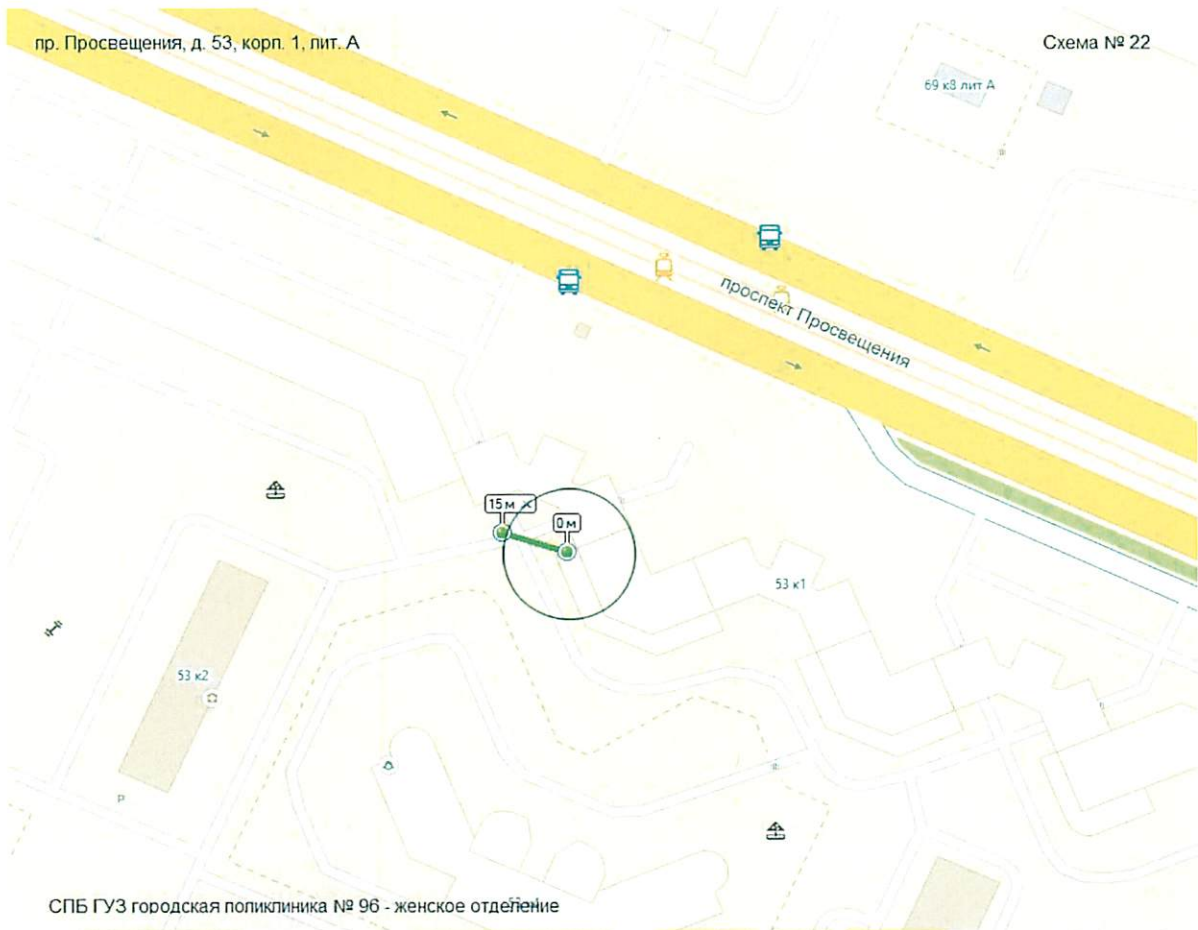 пр. Просвещения, д. 53, корп. 1, лит. А
Схема № 22
69 к8 лит А
проспект Просвещения
15 м ×
0 м
53 к1
53 к2
P
СПБ ГУЗ городская поликлиника № 96 - женское отделение